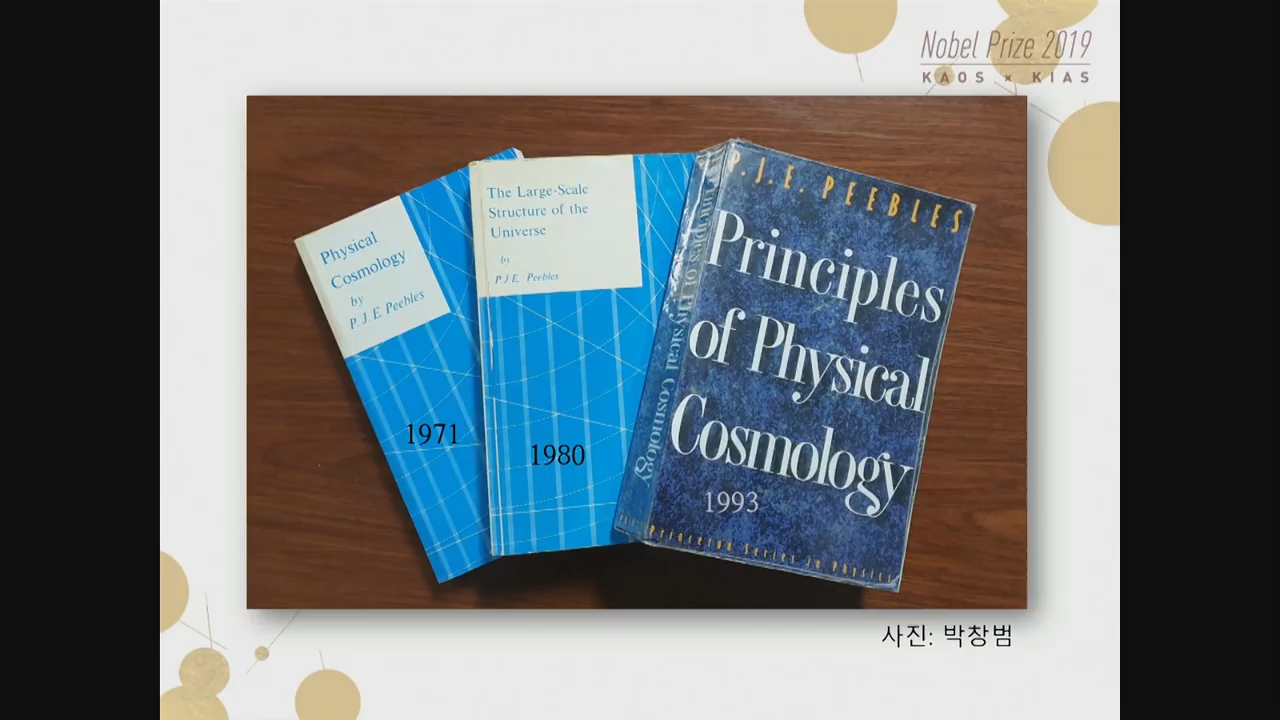 Nobel Prize 2019
KAOS × KIAS
Physical
Cosmology
by
P. J. E. Peebles
1971
The Large-Scale
Structure of the
Universe
by
P. J. E. Peebles
1980
Principles of Physical Cosmology
P. J. E. PEEBLES
Principles
of Physical
Cosmology
1993
Princeton Series in Physics
사진: 박창범